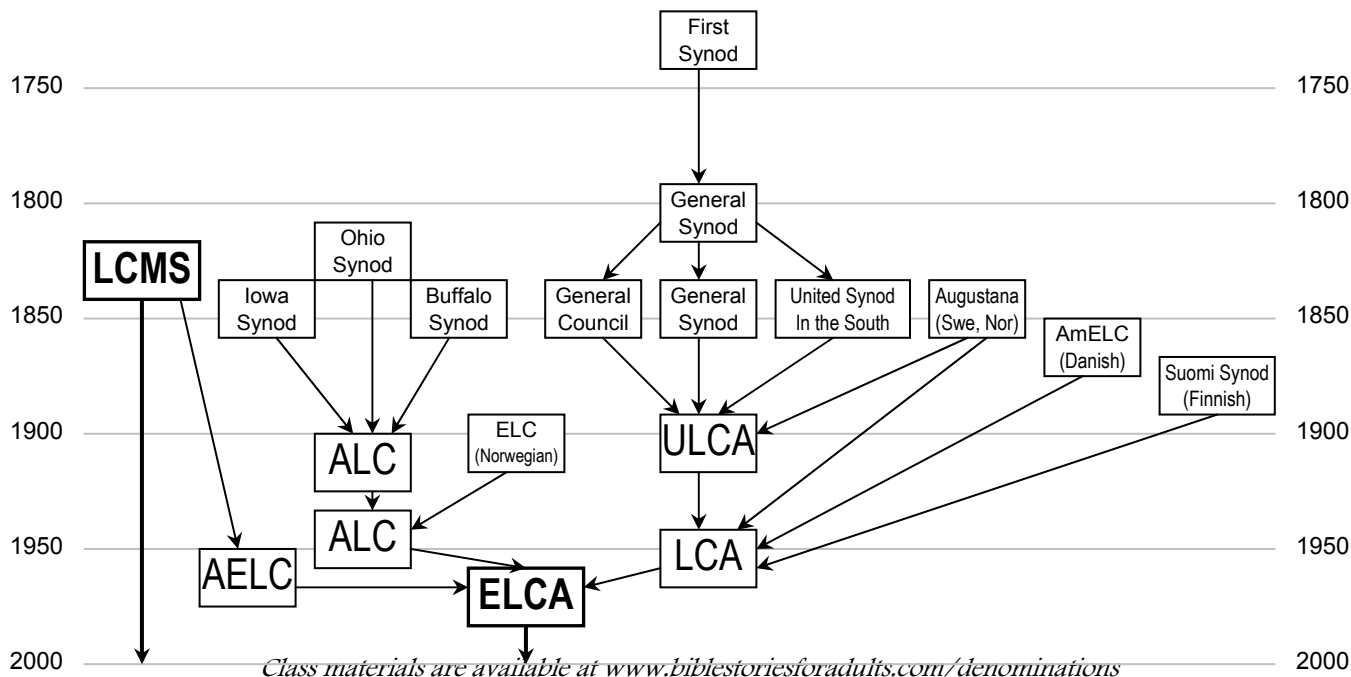 First
Synod
1750
1750
1800
General
Synod
1800
LCMS
Ohio
Synod
Iowa
Synod
Buffalo
Synod
General
Council
General
Synod
United Synod
In the South
Augustana
(Swe, Nor)
1850
1850
AmELC
(Danish)
Suomi Synod
(Finnish)
1900
ALC
ELC
(Norwegian)
ULCA
1900
ALC
1950
AELC
LCA
1950
ELCA
2000
Class materials are available at www.biblestoriesforadults.com/denominations
2000